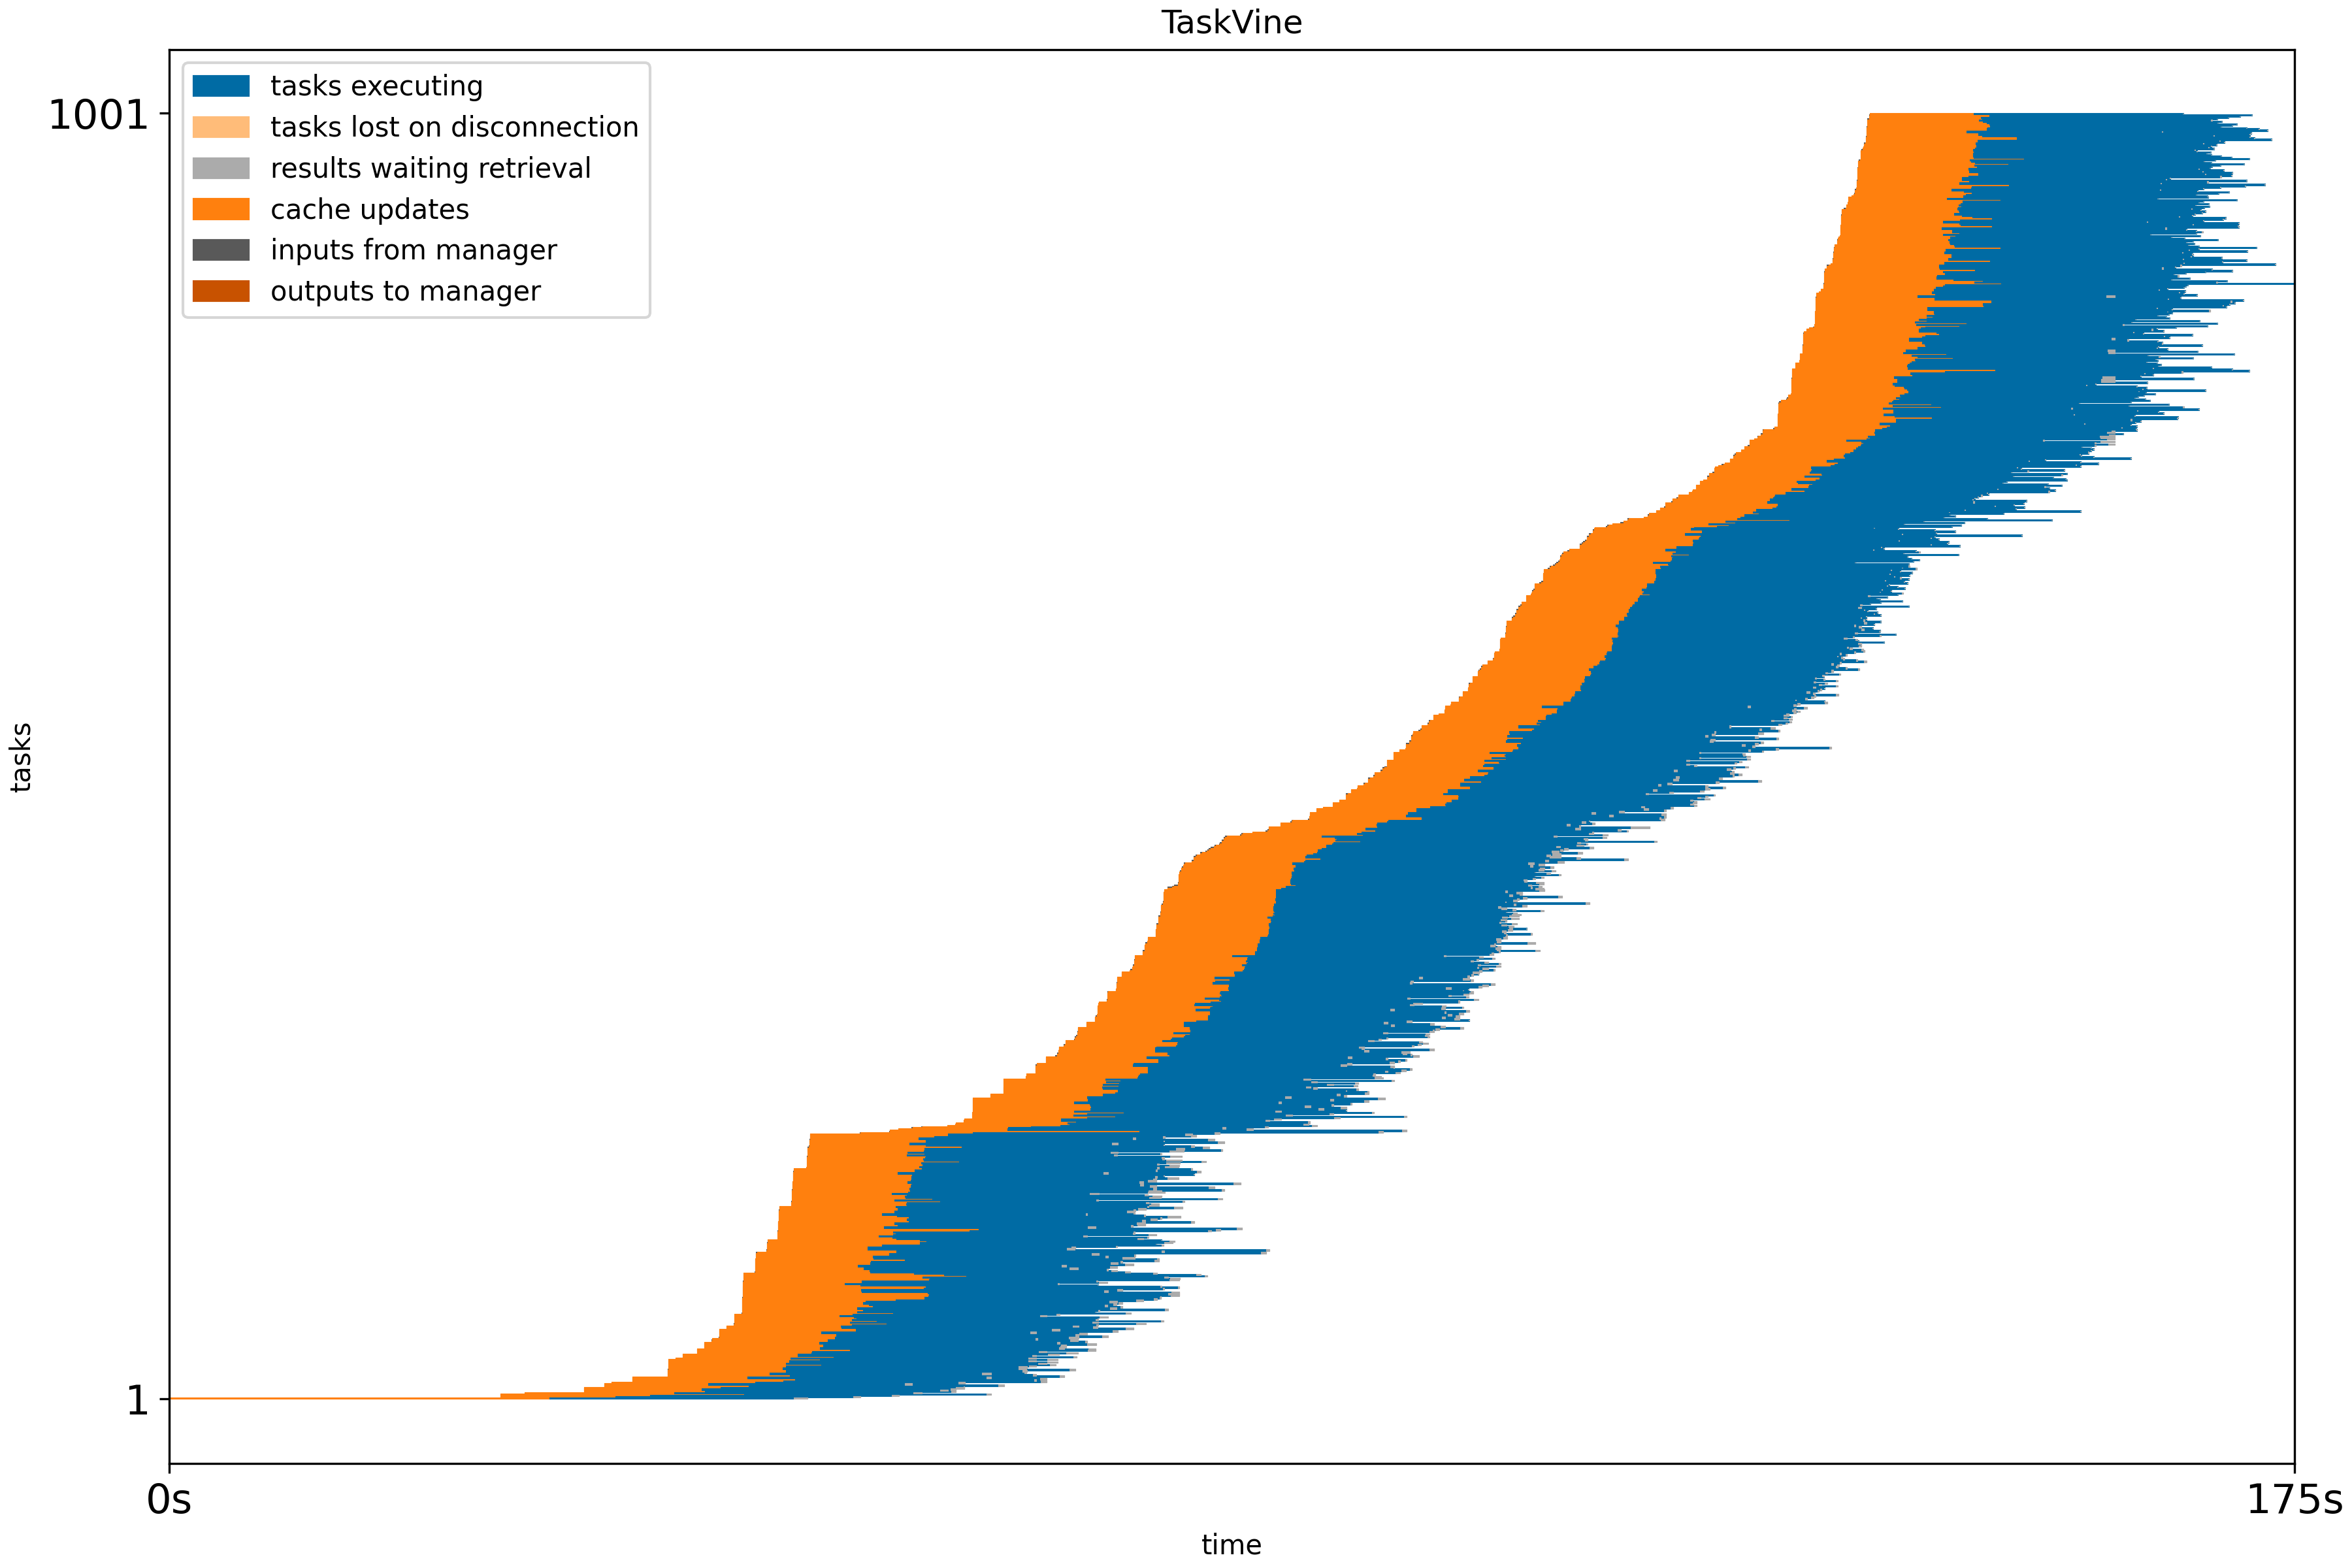 TaskVine
1001
tasks executing
tasks lost on disconnection
results waiting retrieval
cache updates
inputs from manager
outputs to manager
tasks
1
0s
175s
time